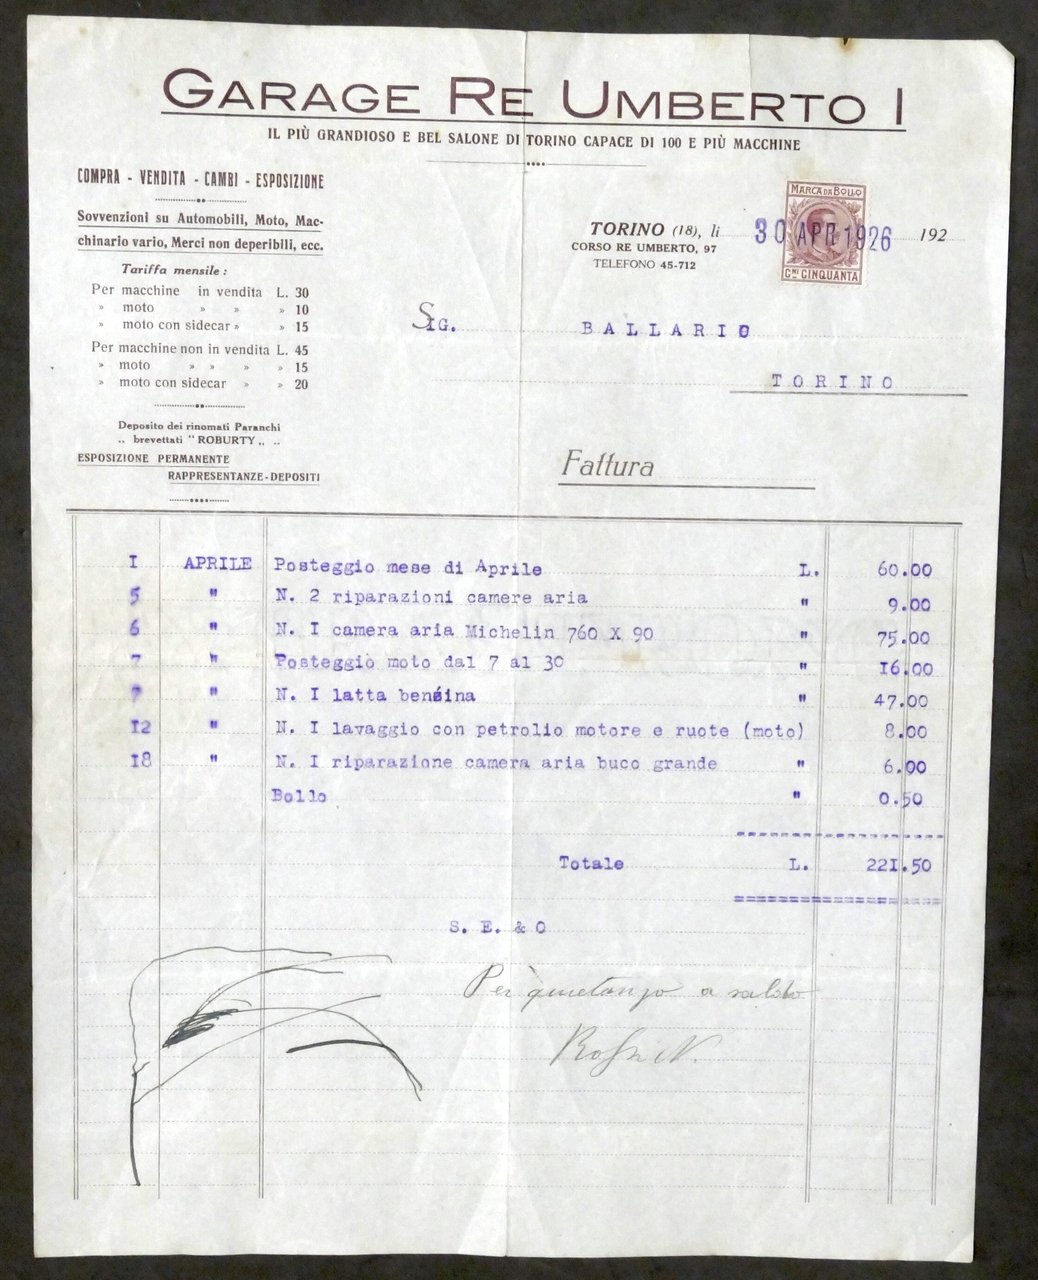 GARAGE RE UMBERTO I
IL PIÙ GRANDIOSO E BEL SALONE DI TORINO CAPACE DI 100 E PIÙ MACCHINE
COMPRA - VENDITA - CAMBI - ESPOSIZIONE
Sovvenzioni su Automobili, Moto, Mac-
chinario vario, Merci non deperibili, ecc.
Tariffa mensile :
Per macchine in vendita L. 30
» moto » » » 10
» moto con sidecar » » 15
Per macchine non in vendita L. 45
» moto » » » » 15
» moto con sidecar » » 20
Deposito dei rinomati Paranchi
„ brevettati " ROBURTY „ „
ESPOSIZIONE PERMANENTE
RAPPRESENTANZE - DEPOSITI
MARCA DA BOLLO
CMI CINQUANTA
TORINO (18), li 30 APR 1926 192
CORSO RE UMBERTO, 97
TELEFONO 45-712
SIG. BALLARIO
TORINO
Fattura
I APRILE Posteggio mese di Aprile L. 60.00
5 " N. 2 riparazioni camere aria " 9.00
6 " N. I camera aria Michelin 760 X 90 " 75.00
7 " Posteggio moto dal 7 al 30 " 16.00
7 " N. I latta benzina " 47.00
12 " N. I lavaggio con petrolio motore e ruote (moto) 8.00
18 " N. I riparazione camera aria buco grande " 6.00
Bollo " 0.50
Totale L. 221.50
S. E. & O
Per quietanza a saldo